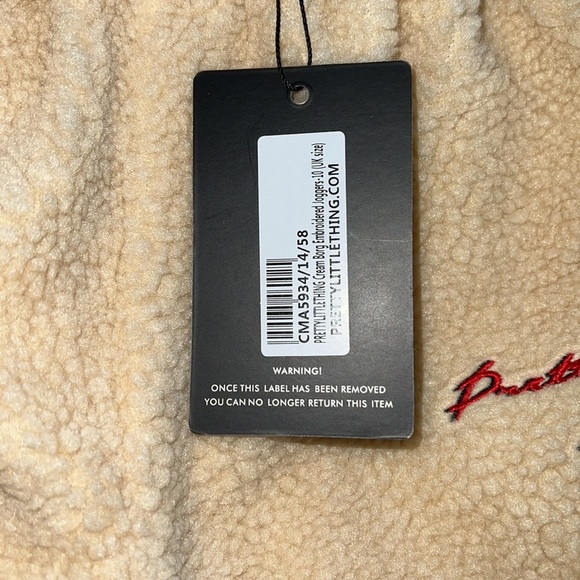 CMA5934/14/58
PRETTYLITTLETHING Cream Borg Embroidered Joggers-10 (UK size)
PRETTYLITTLETHING.COM
WARNING!
ONCE THIS LABEL HAS BEEN REMOVED
YOU CAN NO LONGER RETURN THIS ITEM
Prett